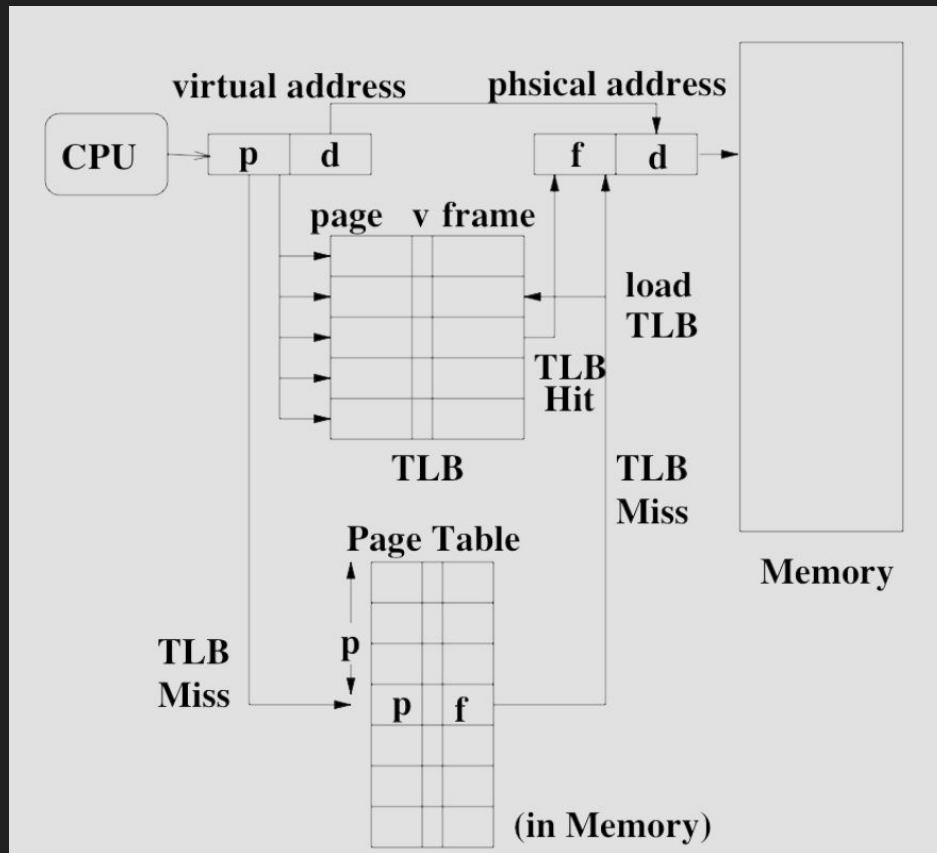 virtual address
phsical address
CPU
p
d
f
d
page v frame
load
TLB
TLB
Hit
TLB
TLB
Miss
Page Table
Memory
p
TLB
Miss
p
f
(in Memory)